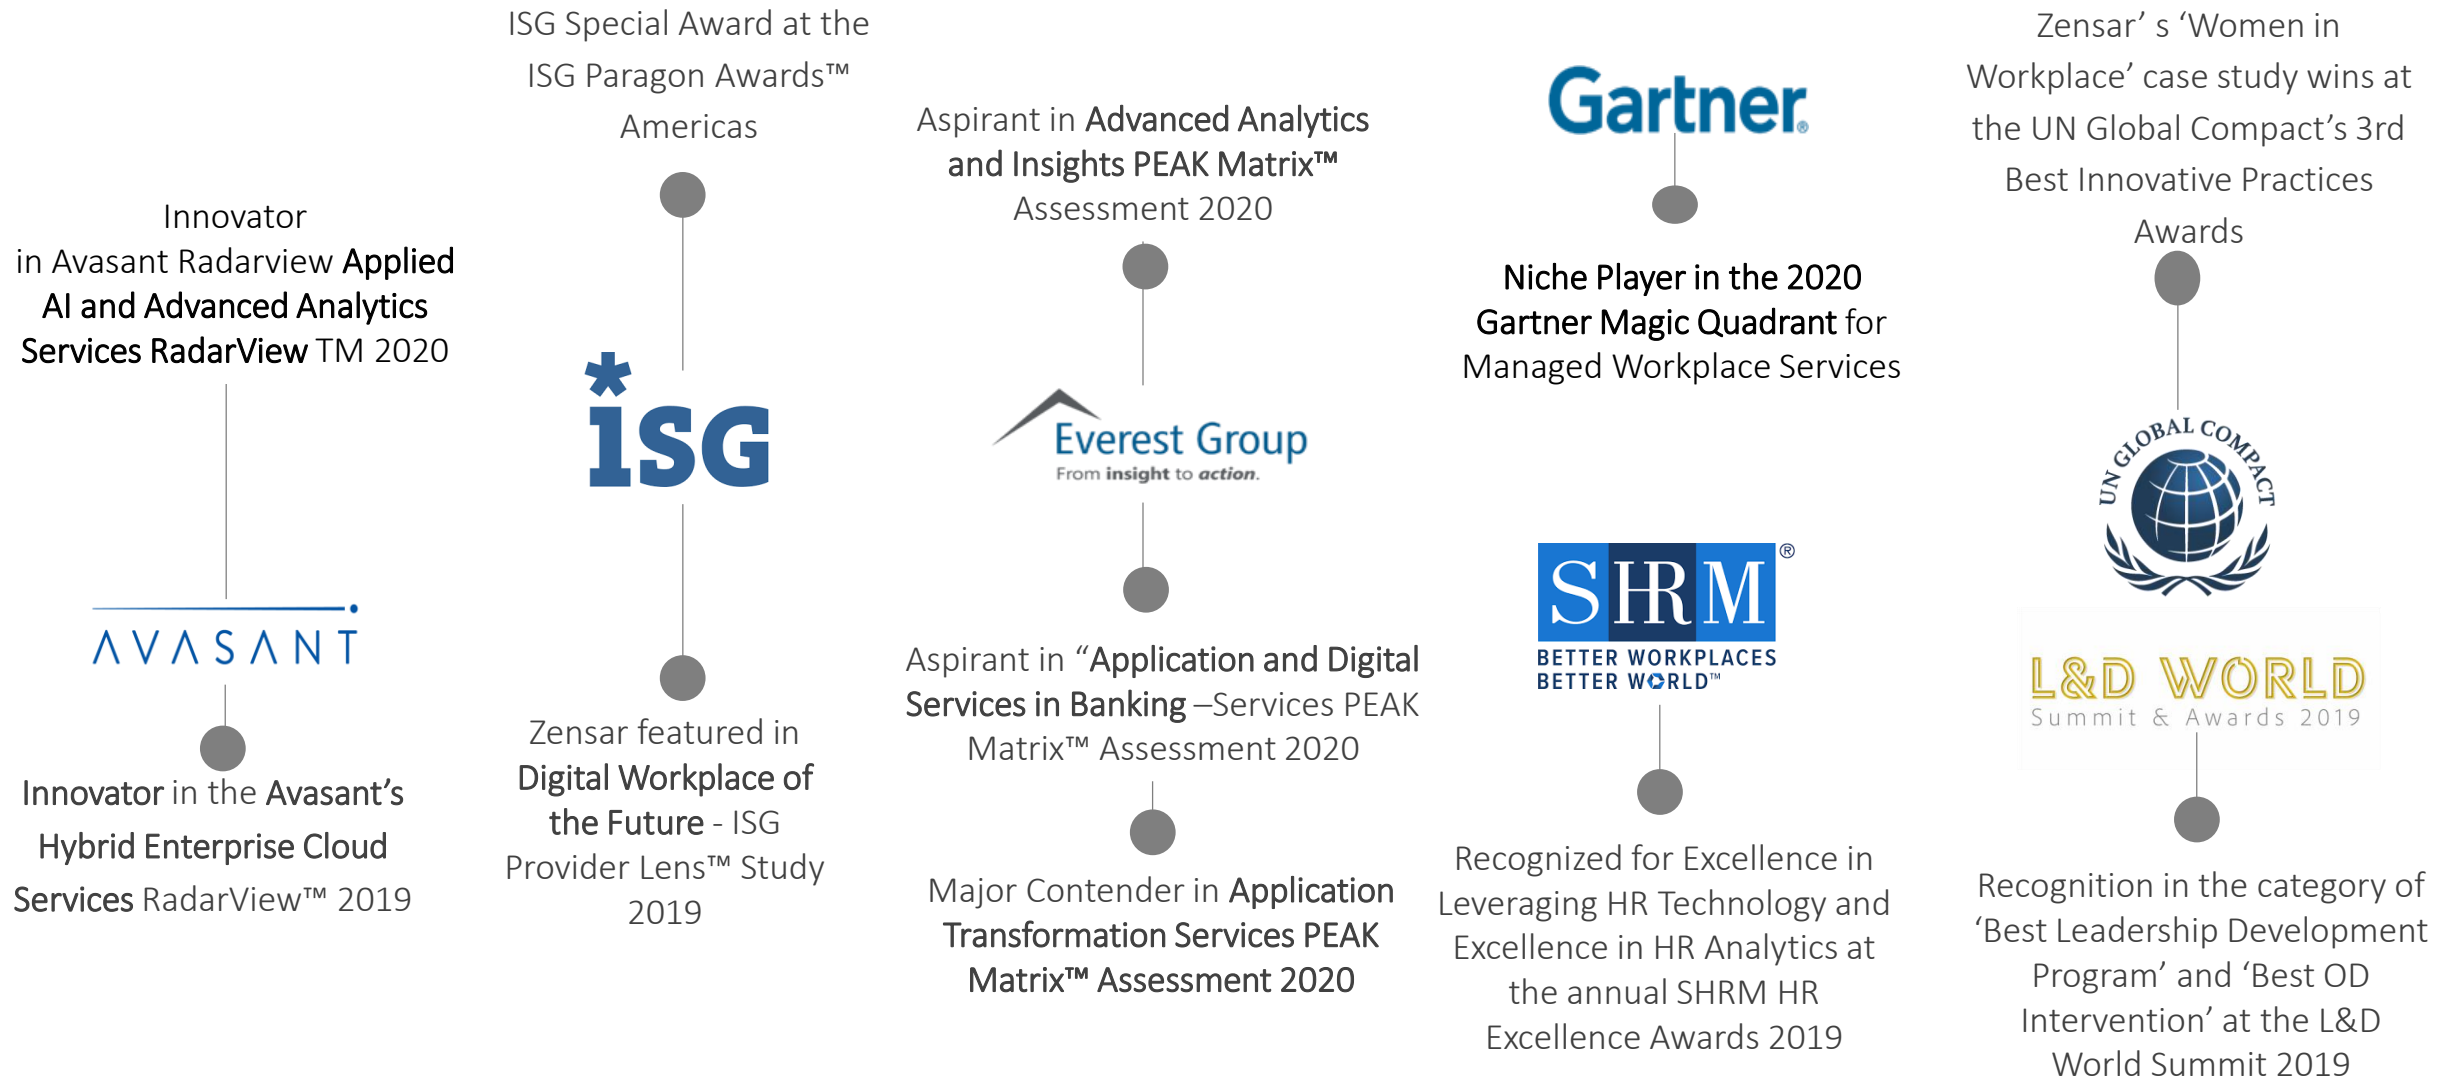 Innovator
in Avasant Radarview Applied
AI and Advanced Analytics
Services RadarView TM 2020
AVASANT
Innovator in the Avasant’s
Hybrid Enterprise Cloud
Services RadarView™ 2019
ISG Special Award at the
ISG Paragon Awards™
Americas
ISG
Zensar featured in
Digital Workplace of
the Future - ISG
Provider Lens™ Study
2019
Aspirant in Advanced Analytics
and Insights PEAK Matrix™
Assessment 2020
Everest Group
From insight to action.
Aspirant in “Application and Digital
Services in Banking –Services PEAK
Matrix™ Assessment 2020
Major Contender in Application
Transformation Services PEAK
Matrix™ Assessment 2020
Gartner®
Niche Player in the 2020
Gartner Magic Quadrant for
Managed Workplace Services
SHRM®
BETTER WORKPLACES
BETTER WORLD™
Recognized for Excellence in
Leveraging HR Technology and
Excellence in HR Analytics at
the annual SHRM HR
Excellence Awards 2019
Zensar’ s ‘Women in
Workplace’ case study wins at
the UN Global Compact’s 3rd
Best Innovative Practices
Awards
UN GLOBAL COMPACT
L&D WORLD
Summit & Awards 2019
Recognition in the category of
‘Best Leadership Development
Program’ and ‘Best OD
Intervention’ at the L&D
World Summit 2019